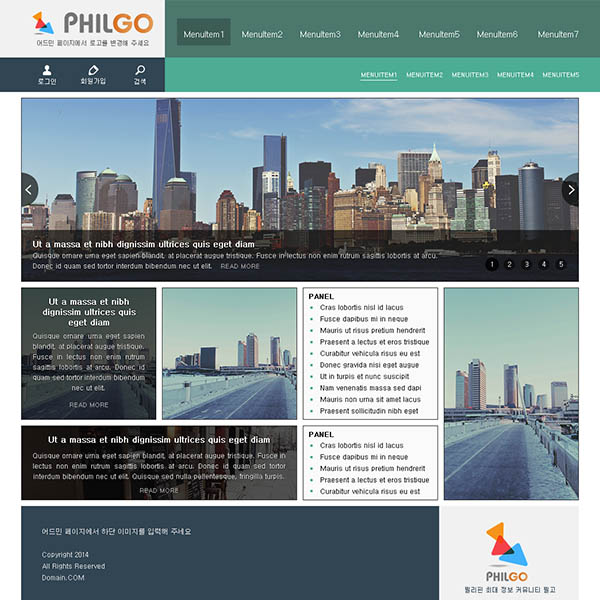 PHILGO
어드민 페이지에서 로고를 변경해 주세요
MenuItem1 MenuItem2 MenuItem3 MenuItem4 MenuItem5 MenuItem6 MenuItem7
로그인 회원가입 검색
MENUITEM1 MENUITEM2 MENUITEM3 MENUITEM4 MENUITEM5
Ut a massa et nibh dignissim ultrices quis eget diam
Quisque ornare urna eget sapien blandit, at placerat augue tristique. Fusce in lectus non enim rutrum sagittis lobortis at orci.
Donec id quam sed tortor interdum bibendum nec ut elit. READ MORE
1 2 3 4 5
Ut a massa et nibh
dignissim ultrices quis
eget diam
Quisque ornare urna eget sapien
blandit, at placerat augue tristique.
Fusce in lectus non enim rutrum
sagittis lobortis at orci. Donec id
quam sed tortor interdum bibendum
nec ut elit.
READ MORE
PANEL
Cras lobortis nisl id lacus
Fusce dapibus mi in neque
Mauris ut risus pretium hendrerit
Praesent a lectus et eros tristique
Curabitur vehicula risus eu est
Donec gravida nisi eget augue
Ut in turpis et nunc suscipit
Nam venenatis massa sed dapi
Mauris non urna sit amet lacus
Praesent sollicitudin nibh eget
Ut a massa et nibh dignissim ultrices quis eget diam
Quisque ornare urna eget sapien blandit, at placerat augue tristique. Fusce in
lectus non enim rutrum sagittis lobortis at orci. Donec id quam sed tortor
interdum bibendum nec ut elit. Quisque sed nulla pellentesque, fringilla turpis.
READ MORE
PANEL
Cras lobortis nisl id lacus
Fusce dapibus mi in neque
Mauris ut risus pretium hendrerit
Praesent a lectus et eros tristique
Curabitur vehicula risus eu est
어드민 페이지에서 하단 이미지를 입력해 주세요
Copyright 2014
All Rights Reserved
Domain.COM
PHILGO
필리핀 최대 정보 커뮤니티 필고